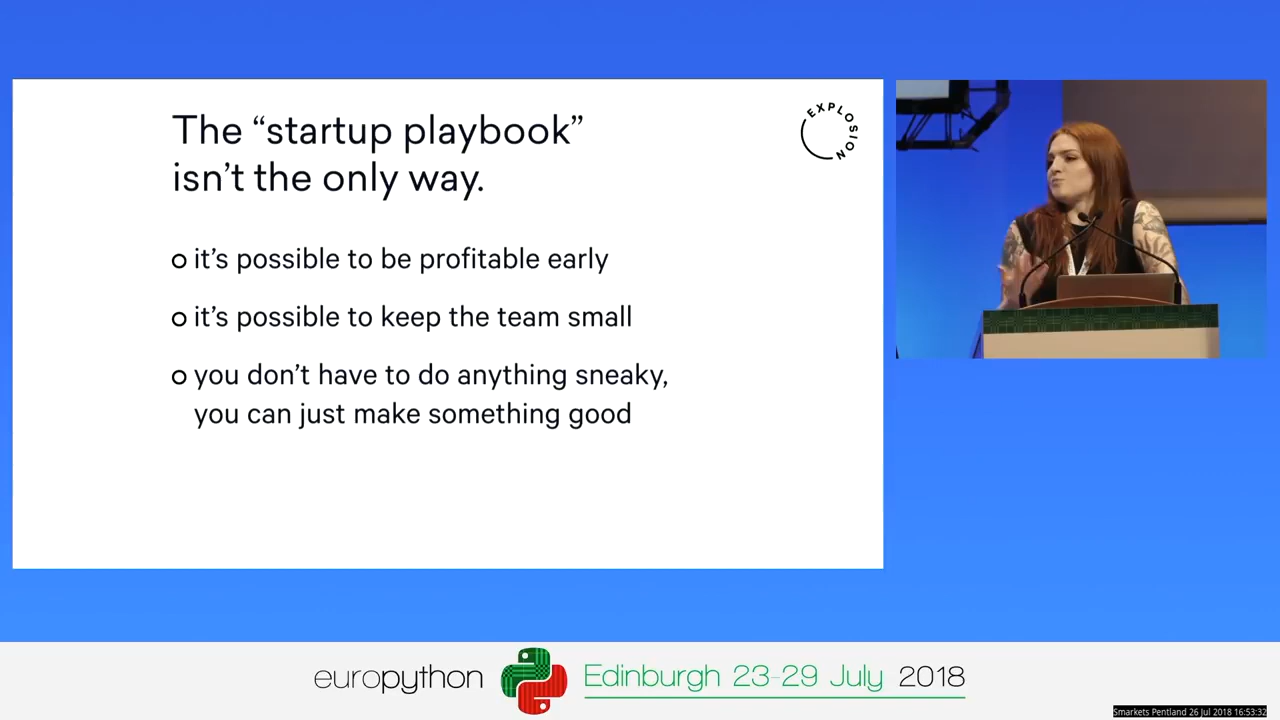 The “startup playbook”
isn’t the only way.
EXPLOSION
o it’s possible to be profitable early
o it’s possible to keep the team small
o you don’t have to do anything sneaky,
you can just make something good
europython Edinburgh 23-29 July 2018
Smarkets Pentland 26 Jul 2018 16:53:32